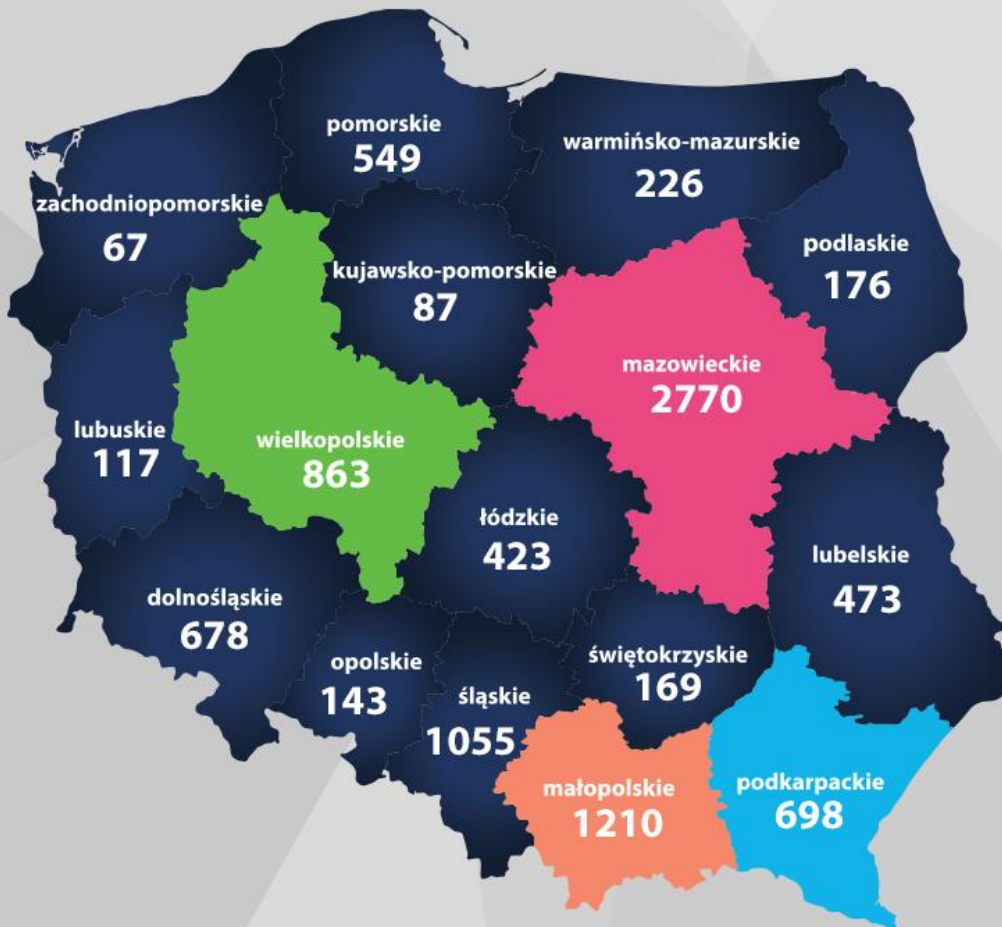 pomorskie
549
warmińsko-mazurskie
226
zachodniopomorskie
67
podlaskie
176
kujawsko-pomorskie
87
mazowieckie
2770
lubuskie
117
wielkopolskie
863
łódzkie
423
lubelskie
473
dolnośląskie
678
opolskie
143
śląskie
1055
świętokrzyskie
169
małopolskie
1210
podkarpackie
698